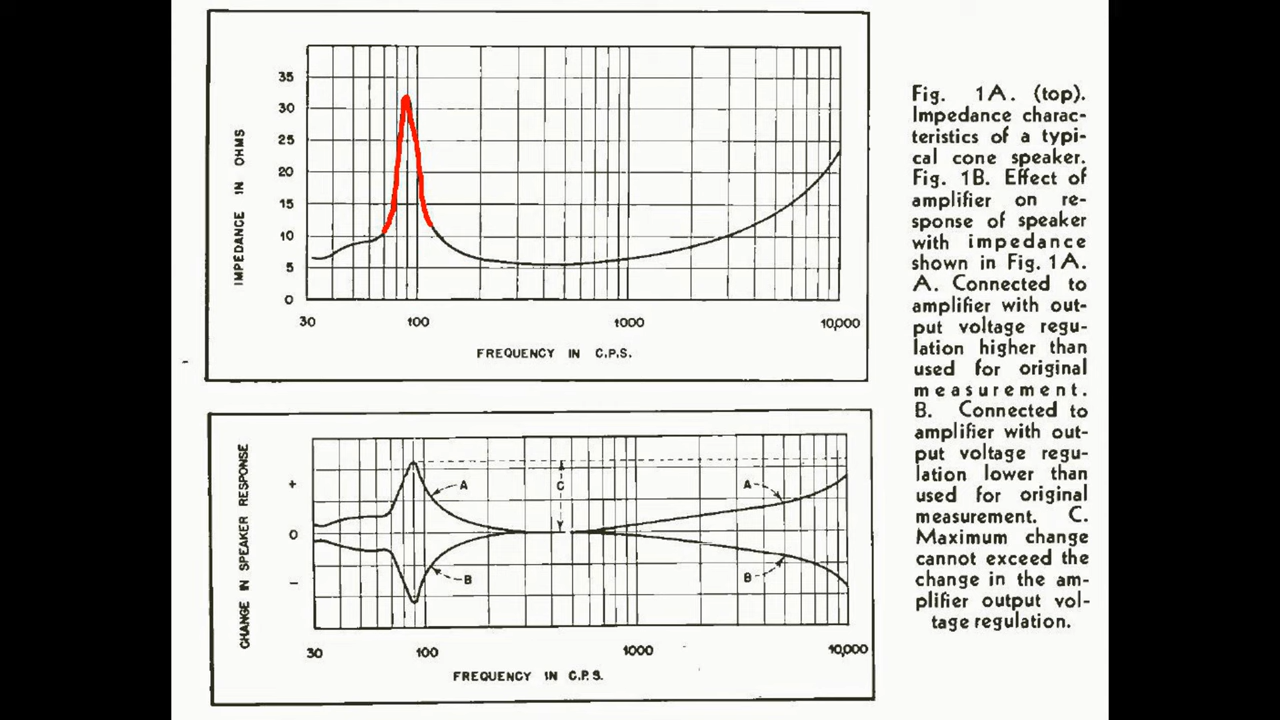 35
30
25
20
15
10
5
0
IMPEDANCE IN OHMS
30 100 1000 10,000
FREQUENCY IN C.P.S.
CHANGE IN SPEAKER RESPONSE
+
0
−
A
C
A
B
B
30 100 1000 10,000
FREQUENCY IN C.P.S.
Fig. 1A. (top).
Impedance charac-
teristics of a typi-
cal cone speaker.
Fig. 1B. Effect of
amplifier on re-
sponse of speaker
with impedance
shown in Fig. 1A.
A. Connected to
amplifier with out-
put voltage regu-
lation higher than
used for original
measurement.
B. Connected to
amplifier with out-
put voltage regu-
lation lower than
used for original
measurement. C.
Maximum change
cannot exceed the
change in the am-
plifier output vol-
tage regulation.